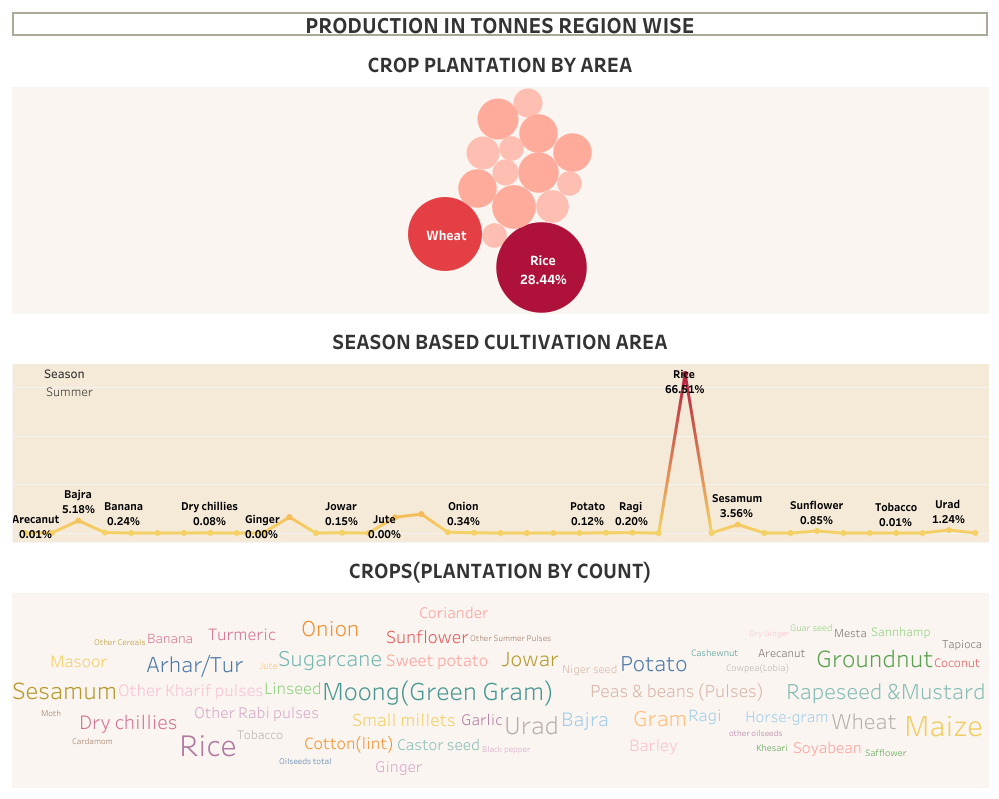 PRODUCTION IN TONNES REGION WISE
CROP PLANTATION BY AREA
Wheat
Rice
28.44%
SEASON BASED CULTIVATION AREA
Season
Summer
Arecanut
0.01%
Bajra
5.18%
Banana
0.24%
Dry chillies
0.08%
Ginger
0.00%
Jowar
0.15%
Jute
0.00%
Onion
0.34%
Potato
0.12%
Ragi
0.20%
Rice
66.51%
Sesamum
3.56%
Sunflower
0.85%
Tobacco
0.01%
Urad
1.24%
CROPS(PLANTATION BY COUNT)
Coriander
Other Cereals
Banana
Turmeric
Onion
Sunflower
Other Summer Pulses
Dry Ginger
Guar seed
Mesta
Sannhamp
Tapioca
Masoor
Arhar/Tur
Jute
Sugarcane
Sweet potato
Jowar
Niger seed
Potato
Cashewnut
Cowpea(Lobia)
Arecanut
Groundnut
Coconut
Sesamum
Other Kharif pulses
Linseed
Moong(Green Gram)
Peas & beans (Pulses)
Rapeseed &Mustard
Moth
Dry chillies
Other Rabi pulses
Small millets
Garlic
Urad
Bajra
Gram
Ragi
Horse-gram
Wheat
Maize
Cardamom
Rice
Tobacco
Cotton(lint)
Castor seed
Black pepper
Barley
other oilseeds
Khesari
Soyabean
Safflower
Oilseeds total
Ginger